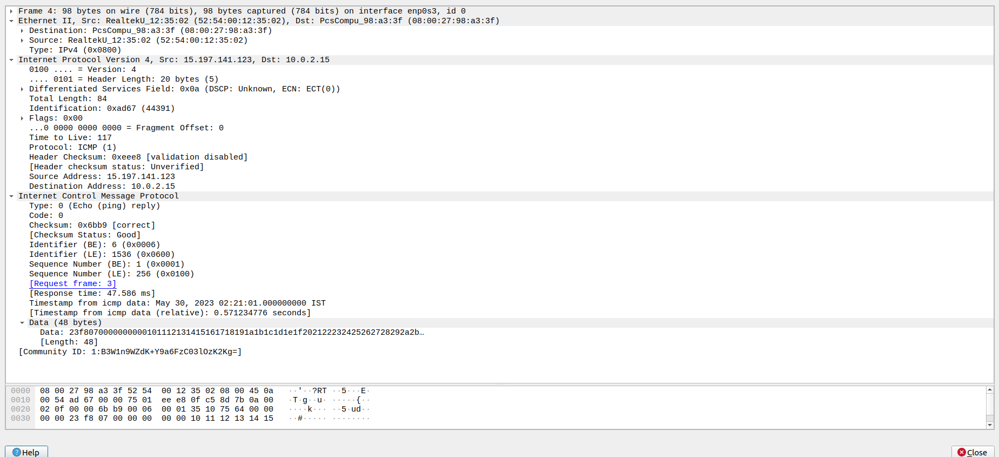 Frame 4: 98 bytes on wire (784 bits), 98 bytes captured (784 bits) on interface enp0s3, id 0
Ethernet II, Src: RealtekU_12:35:02 (52:54:00:12:35:02), Dst: PcsCompu_98:a3:3f (08:00:27:98:a3:3f)
Destination: PcsCompu_98:a3:3f (08:00:27:98:a3:3f)
Source: RealtekU_12:35:02 (52:54:00:12:35:02)
Type: IPv4 (0x0800)
Internet Protocol Version 4, Src: 15.197.141.123, Dst: 10.0.2.15
0100 .... = Version: 4
.... 0101 = Header Length: 20 bytes (5)
Differentiated Services Field: 0x0a (DSCP: Unknown, ECN: ECT(0))
Total Length: 84
Identification: 0xad67 (44391)
Flags: 0x00
...0 0000 0000 0000 = Fragment Offset: 0
Time to Live: 117
Protocol: ICMP (1)
Header Checksum: 0xeee8 [validation disabled]
[Header checksum status: Unverified]
Source Address: 15.197.141.123
Destination Address: 10.0.2.15
Internet Control Message Protocol
Type: 0 (Echo (ping) reply)
Code: 0
Checksum: 0x6bb9 [correct]
[Checksum Status: Good]
Identifier (BE): 6 (0x0006)
Identifier (LE): 1536 (0x0600)
Sequence Number (BE): 1 (0x0001)
Sequence Number (LE): 256 (0x0100)
[Request frame: 3]
[Response time: 47.586 ms]
Timestamp from icmp data: May 30, 2023 02:21:01.000000000 IST
[Timestamp from icmp data (relative): 0.571234776 seconds]
Data (48 bytes)
Data: 23f8070000000000101112131415161718191a1b1c1d1e1f202122232425262728292a2b…
[Length: 48]
[Community ID: 1:B3W1n9WZdK+Y9a6FzC03lOzK2Kg=]
0000 08 00 27 98 a3 3f 52 54 00 12 35 02 08 00 45 0a ··'··?RT ··5···E·
0010 00 54 ad 67 00 00 75 01 ee e8 0f c5 8d 7b 0a 00 ·T·g··u· ·····{··
0020 02 0f 00 00 6b b9 00 06 00 01 35 10 75 64 00 00 ····k··· ··5·ud··
0030 00 00 23 f8 07 00 00 00 00 00 10 11 12 13 14 15 ··#····· ········
Help
Close